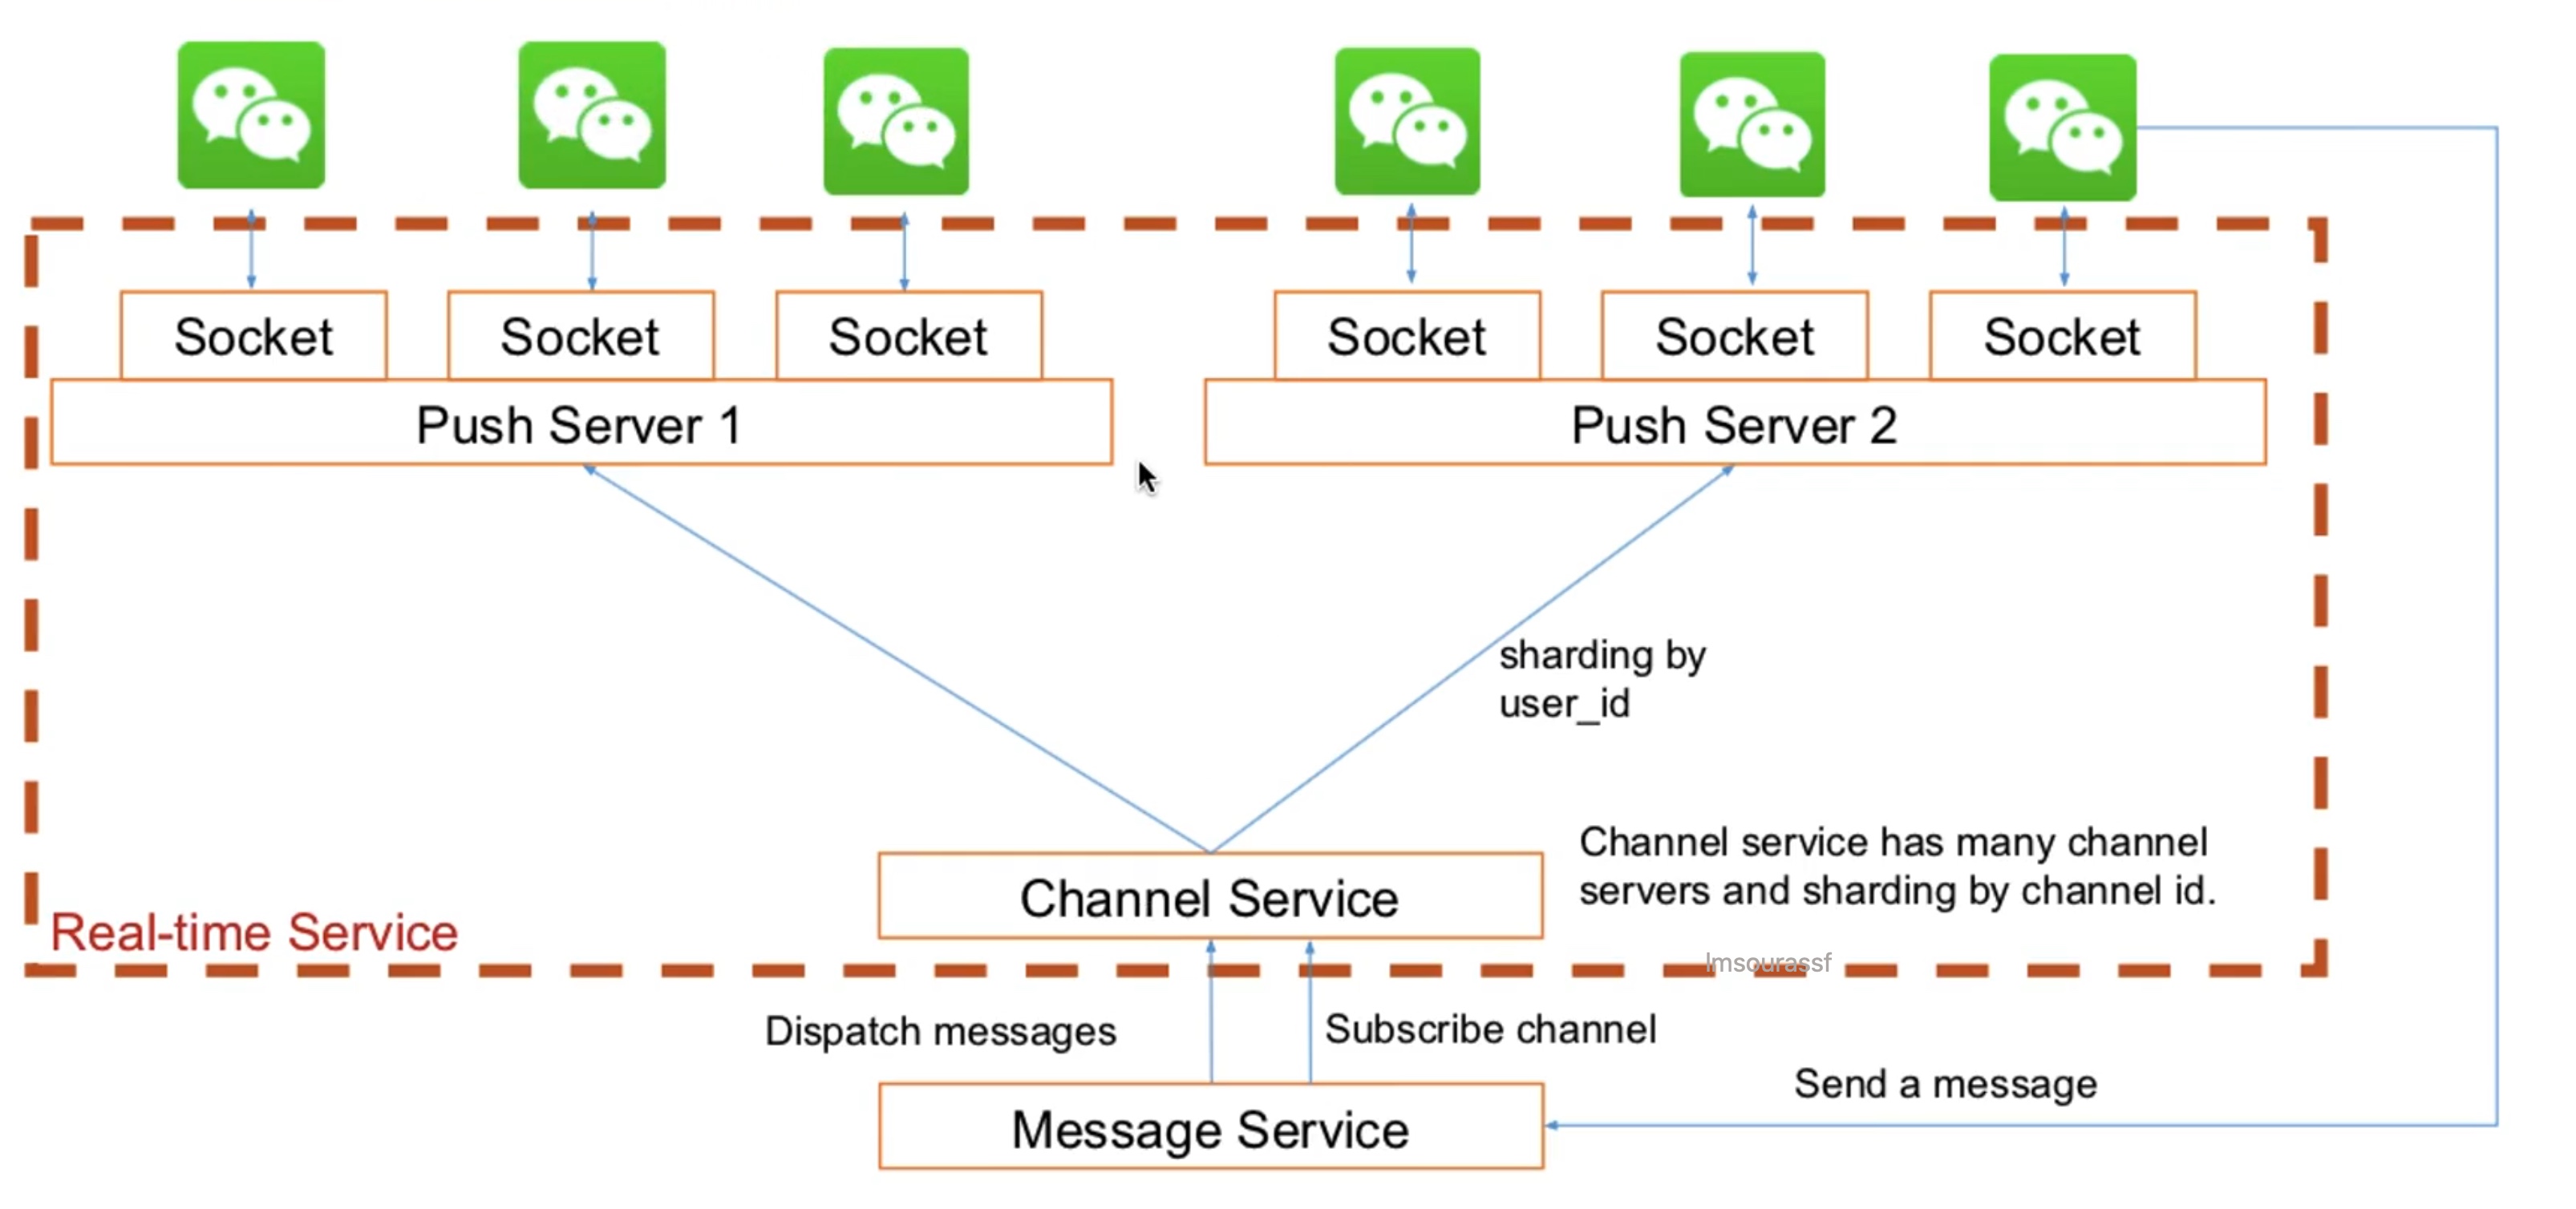 Socket
Socket
Socket
Socket
Socket
Socket
Push Server 1
Push Server 2
sharding by
user_id
Channel Service
Channel service has many channel
servers and sharding by channel id.
Real-time Service
lmsourassf
Dispatch messages
Subscribe channel
Send a message
Message Service